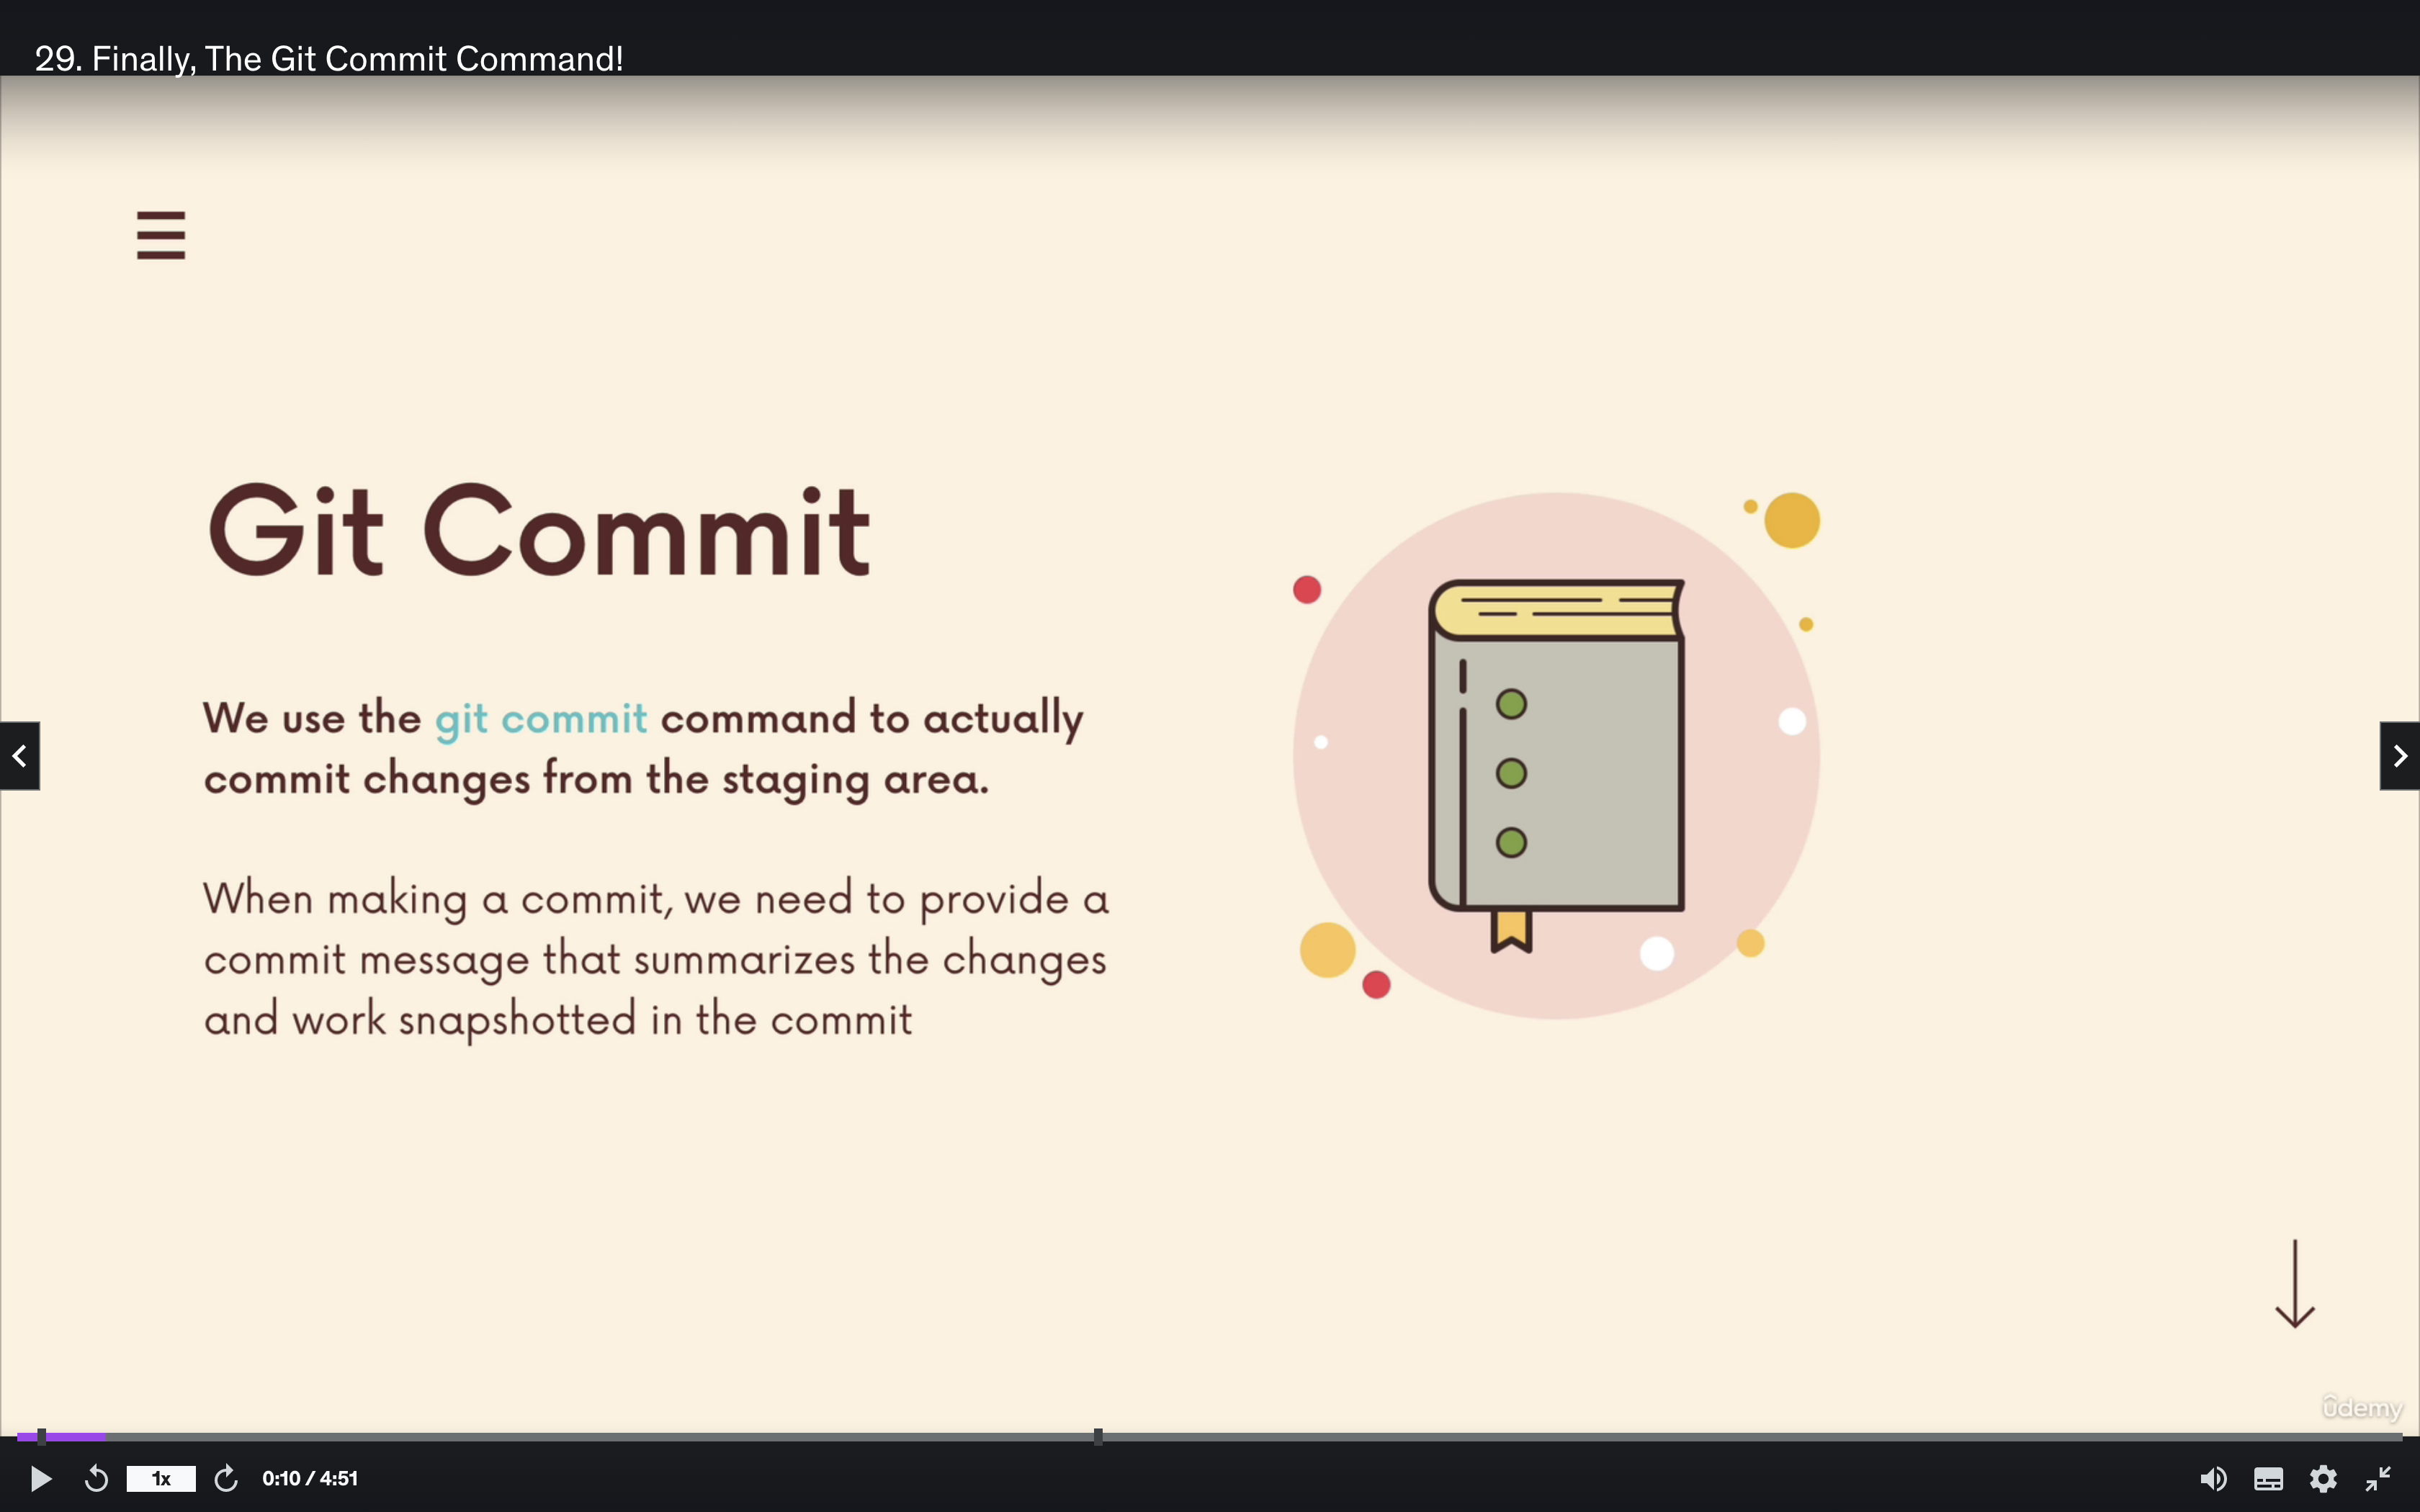 29. Finally, The Git Commit Command!
Git Commit
We use the git commit command to actually
commit changes from the staging area.
When making a commit, we need to provide a
commit message that summarizes the changes
and work snapshotted in the commit
udemy
1x
0:10 / 4:51